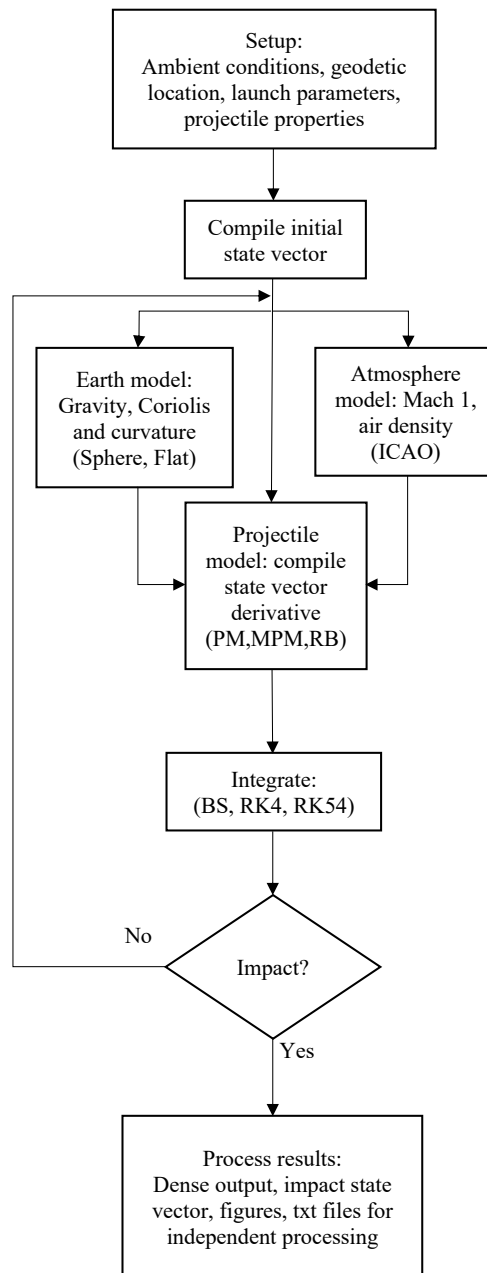 Setup:
Ambient conditions, geodetic
location, launch parameters,
projectile properties
Compile initial
state vector
Earth model:
Gravity, Coriolis
and curvature
(Sphere, Flat)
Atmosphere
model: Mach 1,
air density
(ICAO)
Projectile
model: compile
state vector
derivative
(PM,MPM,RB)
Integrate:
(BS, RK4, RK54)
No
Impact?
Yes
Process results:
Dense output, impact state
vector, figures, txt files for
independent processing